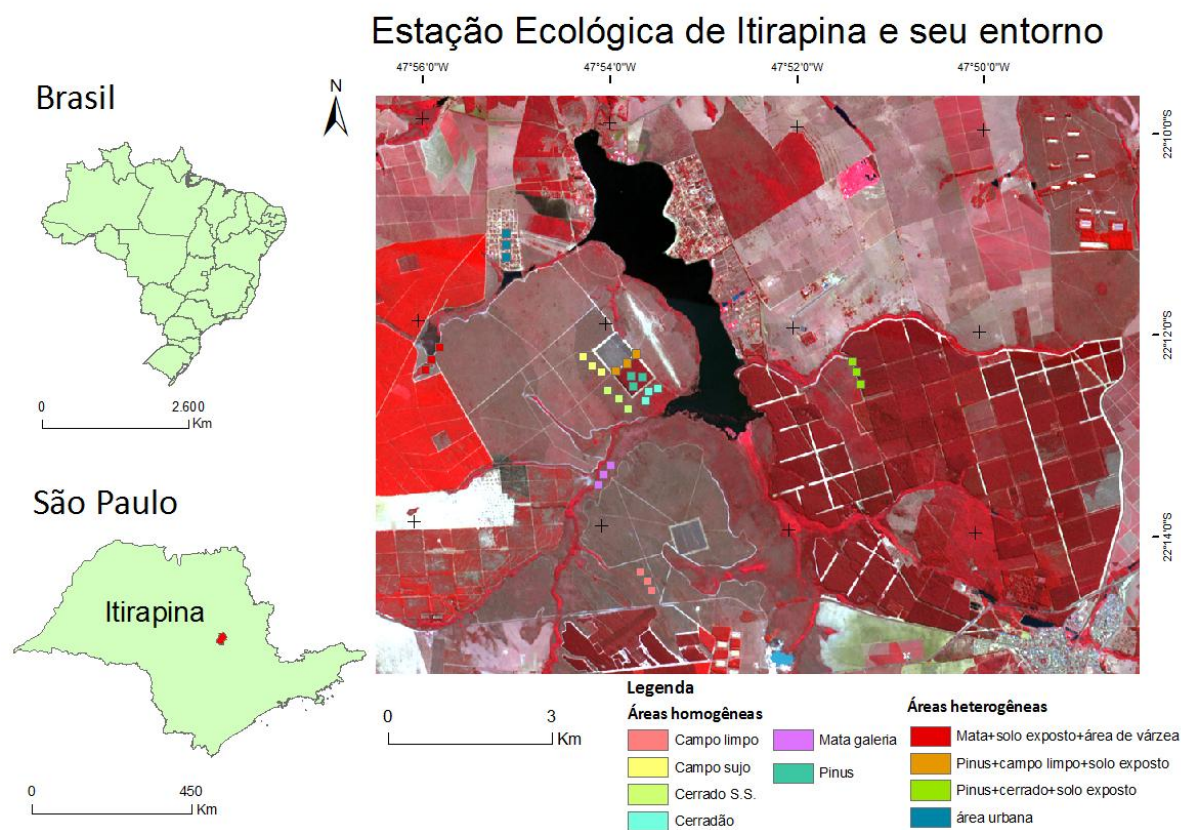 Estação Ecológica de Itirapina e seu entorno
47°56'0"W 47°54'0"W 47°52'0"W 47°50'0"W
Brasil
N
22°10'0"S
22°12'0"S
22°14'0"S
0 2.600
Km
São Paulo
Itirapina
0 450
Km
0 3
Km
Legenda
Áreas homogêneas
Campo limpo
Campo sujo
Cerrado S.S.
Cerradão
Mata galeria
Pinus
Áreas heterogêneas
Mata+solo exposto+área de várzea
Pinus+campo limpo+solo exposto
Pinus+cerrado+solo exposto
área urbana